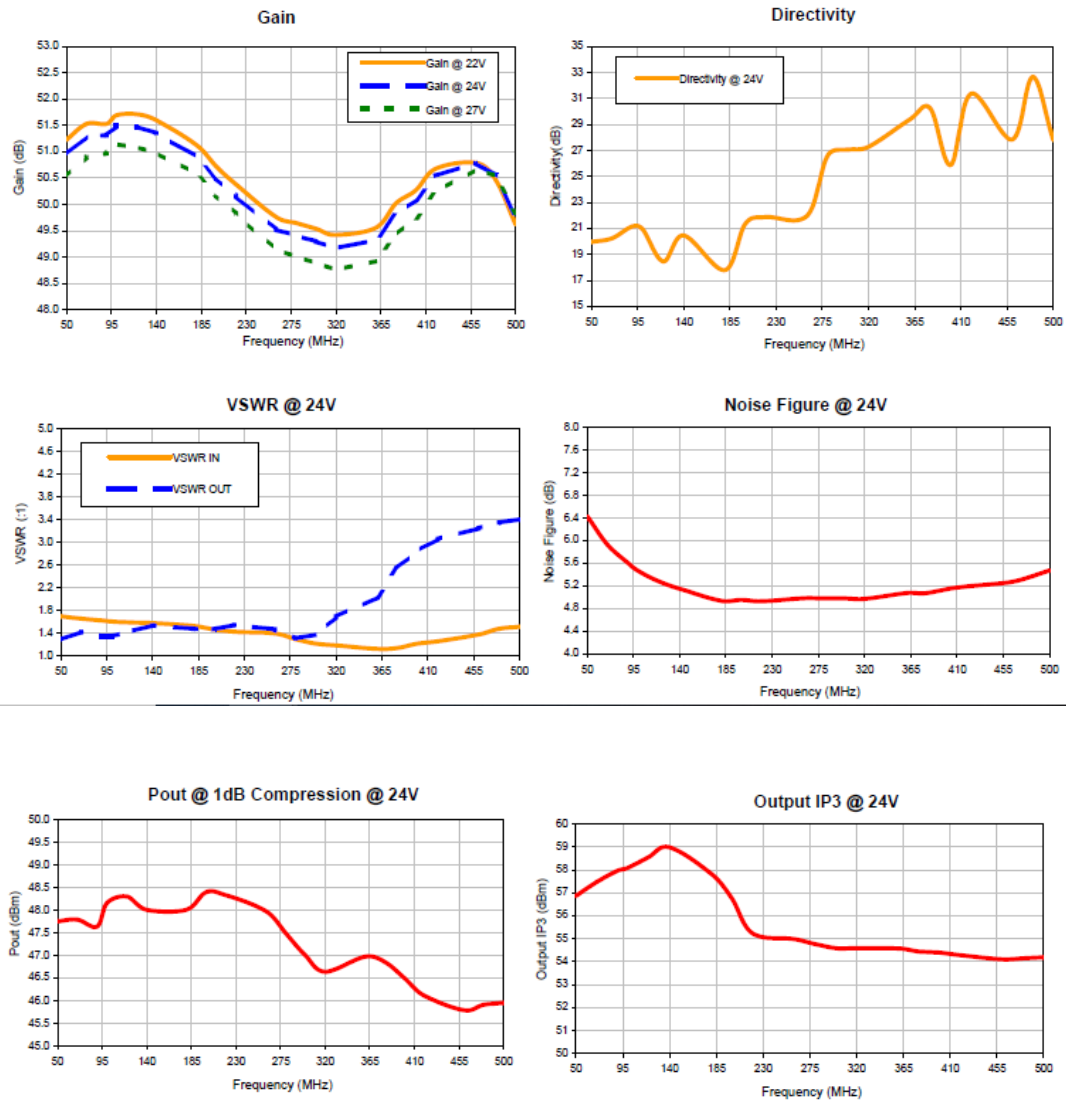 Gain
53.0
52.5
52.0
51.5
51.0
50.5
50.0
49.5
49.0
48.5
48.0
Gain (dB)
Gain @ 22V
Gain @ 24V
Gain @ 27V
50 95 140 185 230 275 320 365 410 455 500
Frequency (MHz)
Directivity
35
33
31
29
27
25
23
21
19
17
15
Directivity(dB)
Directivity @ 24V
50 95 140 185 230 275 320 365 410 455 500
Frequency (MHz)
VSWR @ 24V
5.0
4.6
4.2
3.8
3.4
3.0
2.6
2.2
1.8
1.4
1.0
VSWR (:1)
VSWR IN
VSWR OUT
50 95 140 185 230 275 320 365 410 455 500
Frequency (MHz)
Noise Figure @ 24V
8.0
7.6
7.2
6.8
6.4
6.0
5.6
5.2
4.8
4.4
4.0
Noise Figure (dB)
50 95 140 185 230 275 320 365 410 455 500
Frequency (MHz)
Pout @ 1dB Compression @ 24V
50.0
49.5
49.0
48.5
48.0
47.5
47.0
46.5
46.0
45.5
45.0
Pout (dBm)
50 95 140 185 230 275 320 365 410 455 500
Frequency (MHz)
Output IP3 @ 24V
60
59
58
57
56
55
54
53
52
51
50
Output IP3 (dBm)
50 95 140 185 230 275 320 365 410 455 500
Frequency (MHz)